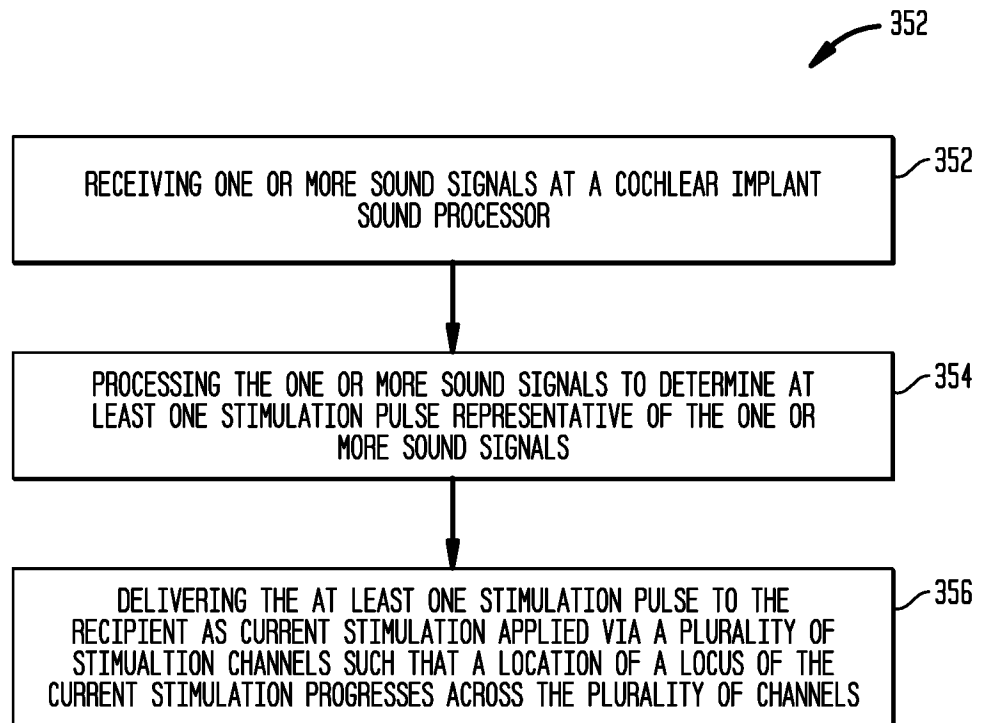 352
RECEIVING ONE OR MORE SOUND SIGNALS AT A COCHLEAR IMPLANT
SOUND PROCESSOR
352
PROCESSING THE ONE OR MORE SOUND SIGNALS TO DETERMINE AT
LEAST ONE STIMULATION PULSE REPRESENTATIVE OF THE ONE OR
MORE SOUND SIGNALS
354
DELIVERING THE AT LEAST ONE STIMULATION PULSE TO THE
RECIPIENT AS CURRENT STIMULATION APPLIED VIA A PLURALITY OF
STIMUALTION CHANNELS SUCH THAT A LOCATION OF A LOCUS OF THE
CURRENT STIMULATION PROGRESSES ACROSS THE PLURALITY OF CHANNELS
356